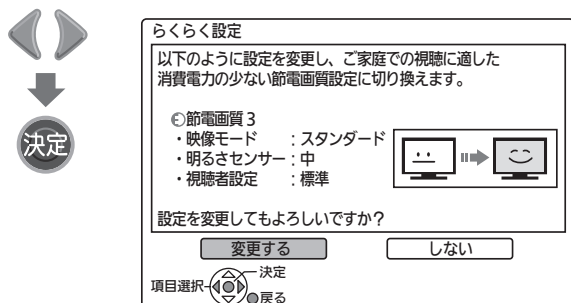 決定
らくらく設定
以下のように設定を変更し、ご家庭での視聴に適した
消費電力の少ない節電画質設定に切り換えます。
節電画質3
・映像モード　：スタンダード
・明るさセンサー：中
・視聴者設定　：標準
設定を変更してもよろしいですか?
変更する　しない
決定
項目選択
戻る